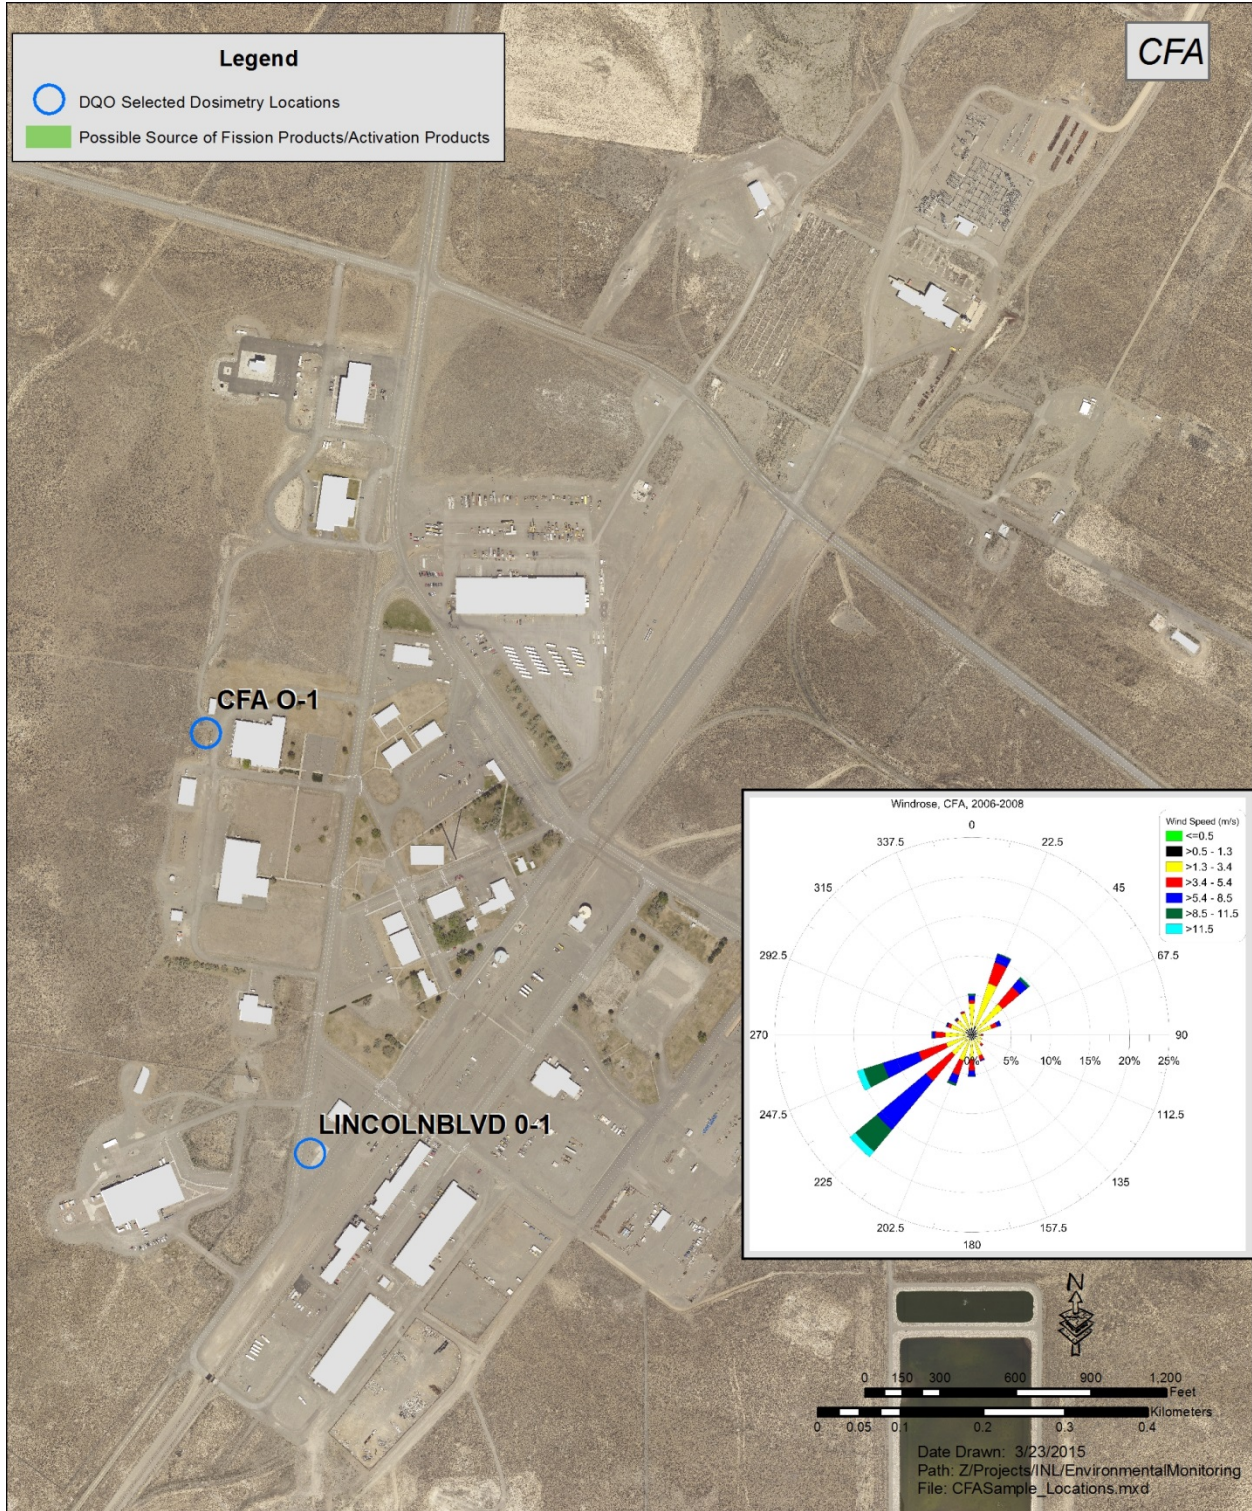 CFA
Legend
DQO Selected Dosimetry Locations
Possible Source of Fission Products/Activation Products
CFA O-1
LINCOLNBLVD 0-1
Windrose, CFA, 2006-2008
Wind Speed (m/s)
<=0.5
>0.5 - 1.3
>1.3 - 3.4
>3.4 - 5.4
>5.4 - 8.5
>8.5 - 11.5
>11.5
0
22.5
45
67.5
90
112.5
135
157.5
180
202.5
225
247.5
270
292.5
315
337.5
0% 5% 10% 15% 20% 25%
N
0 150 300 600 900 1,200
Feet
Kilometers
0 0.05 0.1 0.2 0.3 0.4
Date Drawn: 3/23/2015
Path: Z/Projects/INL/EnvironmentalMonitoring
File: CFASample_Locations.mxd